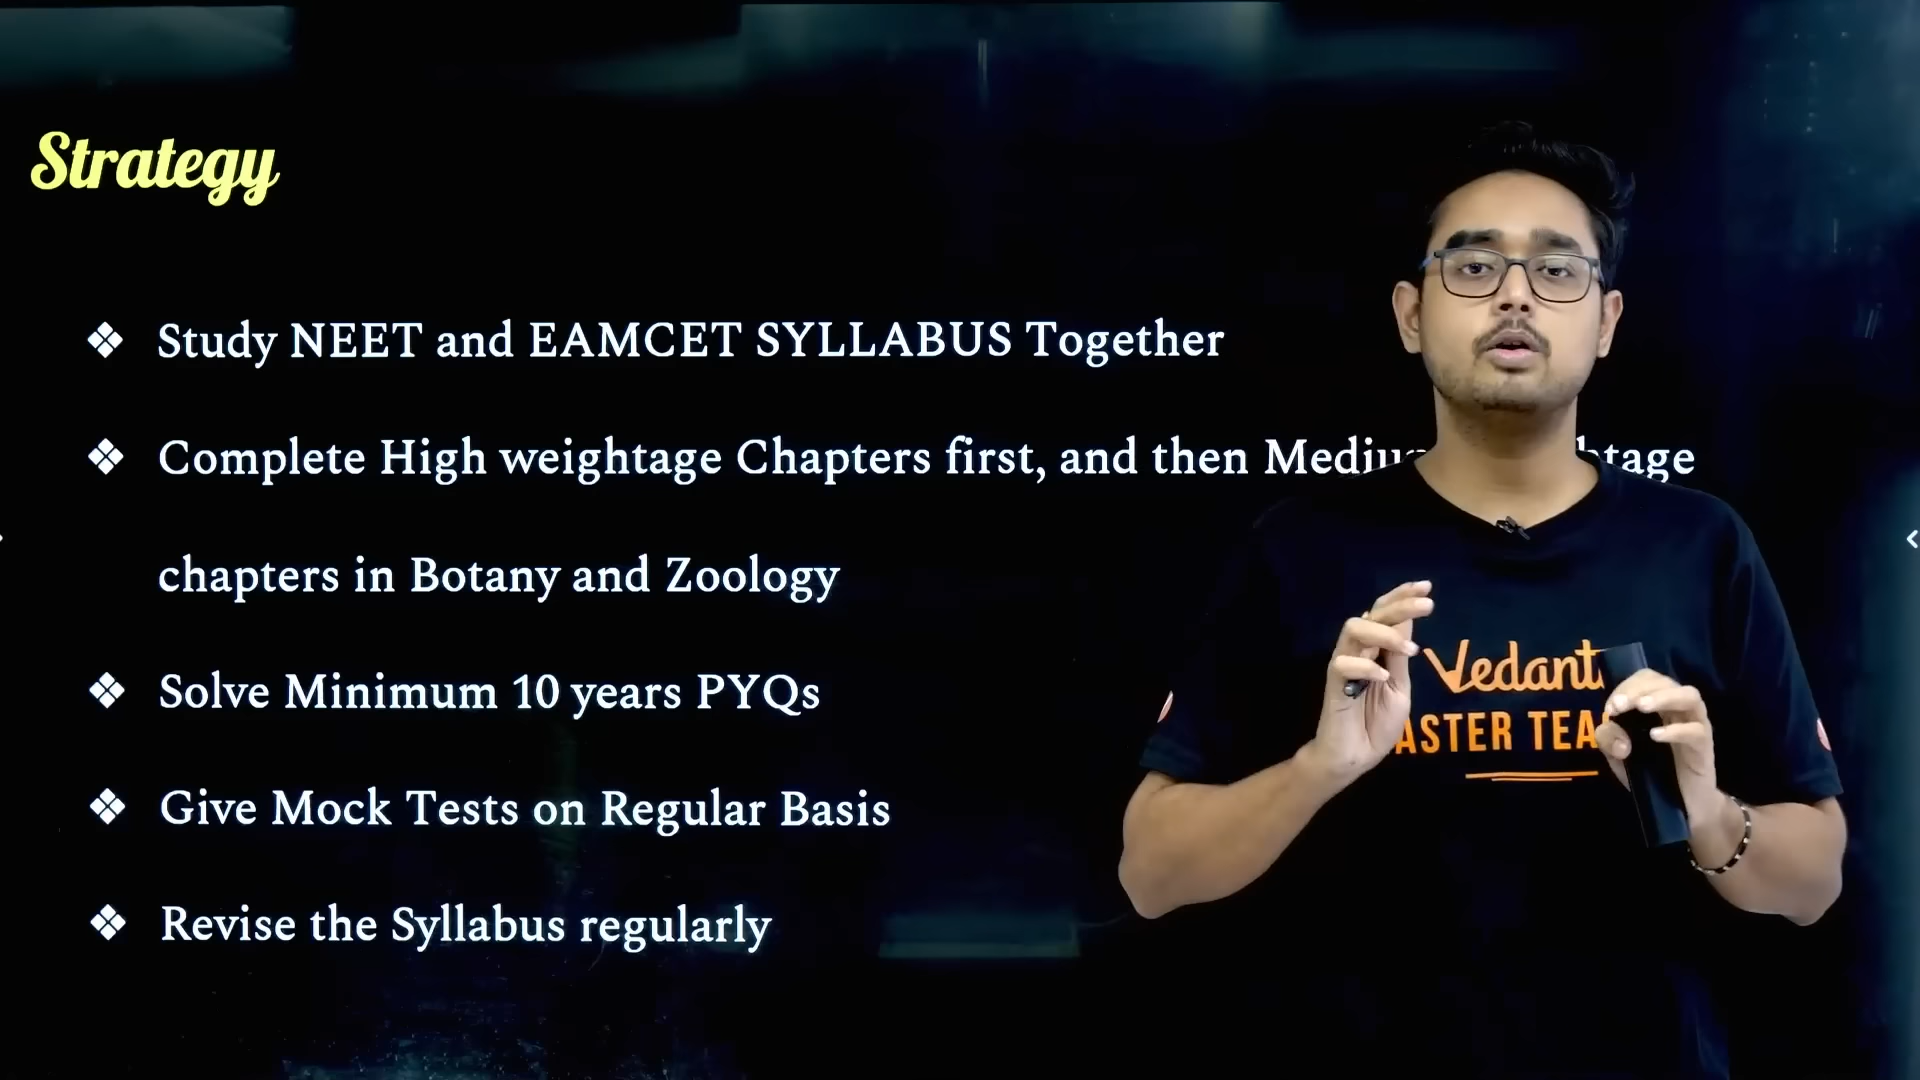 Strategy
❖ Study NEET and EAMCET SYLLABUS Together
❖ Complete High weightage Chapters first, and then
chapters in Botany and Zoology
❖ Solve Minimum 10 years PYQs
❖ Give Mock Tests on Regular Basis
❖ Revise the Syllabus regularly